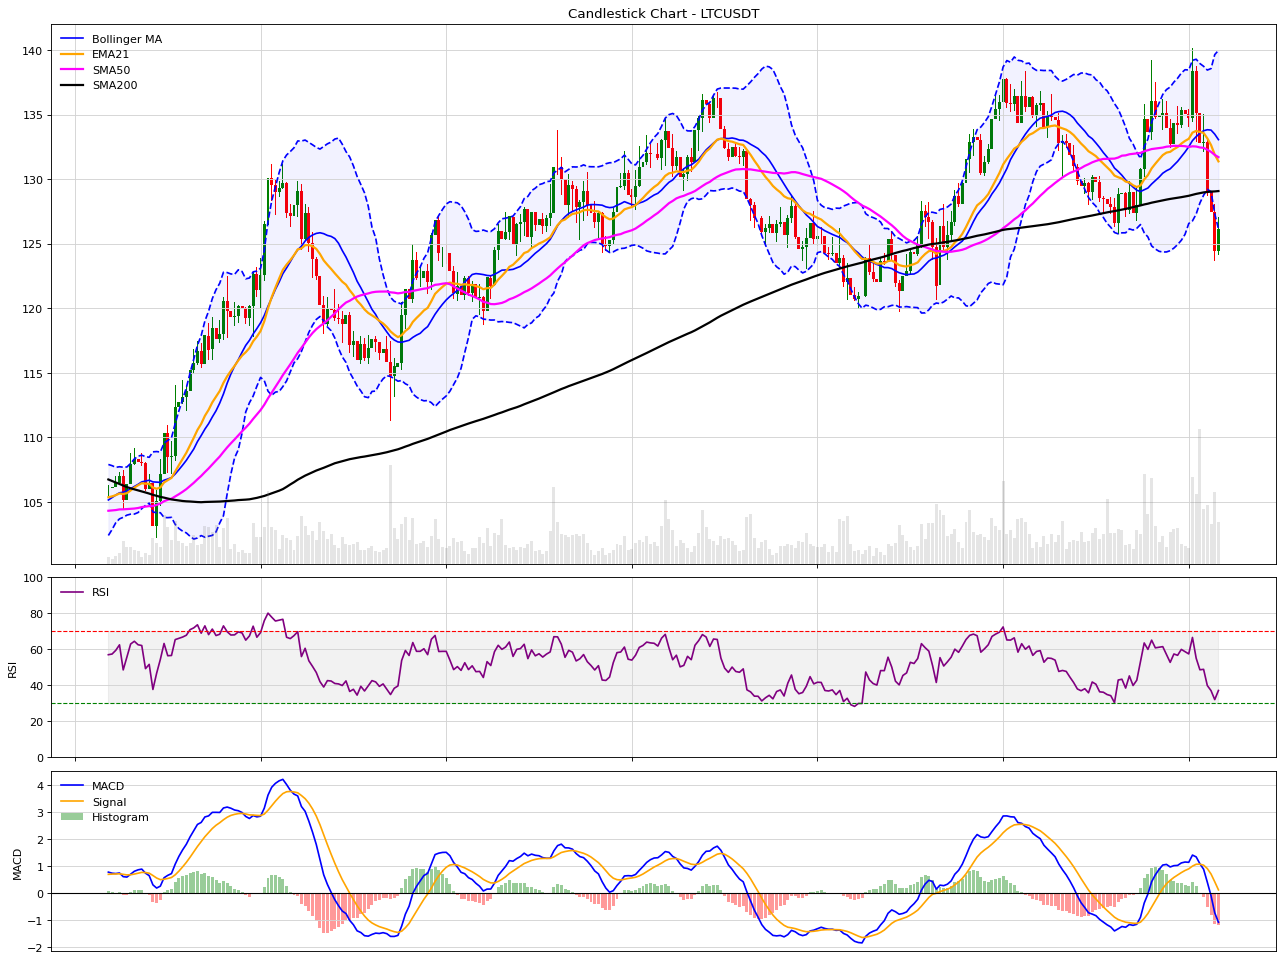 Candlestick Chart - LTCUSDT
Bollinger MA
EMA21
SMA50
SMA200
140
135
130
125
120
115
110
105
RSI
100
80
60
40
20
0
RSI
MACD
Signal
Histogram
4
3
2
1
0
−1
−2
MACD